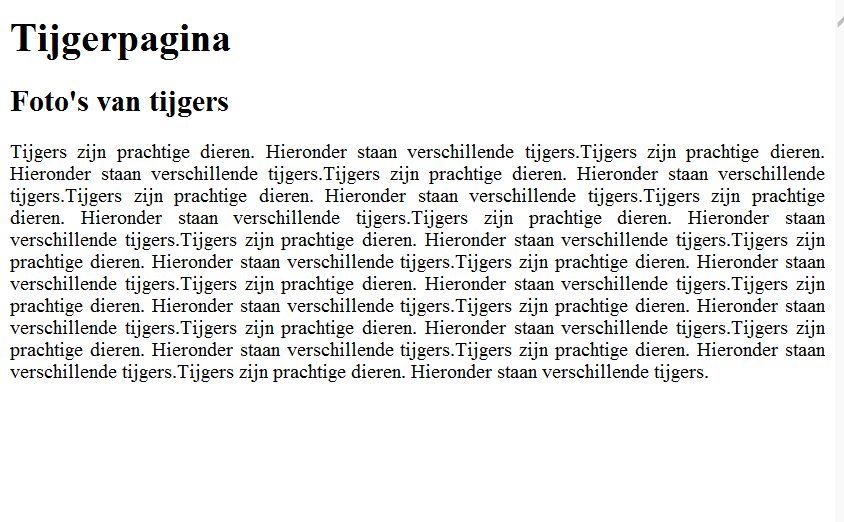 Tijgerpagina
Foto's van tijgers
Tijgers zijn prachtige dieren. Hieronder staan verschillende tijgers.Tijgers zijn prachtige dieren.
Hieronder staan verschillende tijgers.Tijgers zijn prachtige dieren. Hieronder staan verschillende
tijgers.Tijgers zijn prachtige dieren. Hieronder staan verschillende tijgers.Tijgers zijn prachtige
dieren. Hieronder staan verschillende tijgers.Tijgers zijn prachtige dieren. Hieronder staan
verschillende tijgers.Tijgers zijn prachtige dieren. Hieronder staan verschillende tijgers.Tijgers zijn
prachtige dieren. Hieronder staan verschillende tijgers.Tijgers zijn prachtige dieren. Hieronder staan
verschillende tijgers.Tijgers zijn prachtige dieren. Hieronder staan verschillende tijgers.Tijgers zijn
prachtige dieren. Hieronder staan verschillende tijgers.Tijgers zijn prachtige dieren. Hieronder staan
verschillende tijgers.Tijgers zijn prachtige dieren. Hieronder staan verschillende tijgers.Tijgers zijn
prachtige dieren. Hieronder staan verschillende tijgers.Tijgers zijn prachtige dieren. Hieronder staan
verschillende tijgers.Tijgers zijn prachtige dieren. Hieronder staan verschillende tijgers.